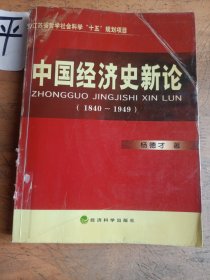 平
江苏省哲学社会科学“十五”规划项目
中国经济史新论
ZHONGGUO JINGJISHI XIN LUN
(1840～1949)
杨德才 著
经济科学出版社